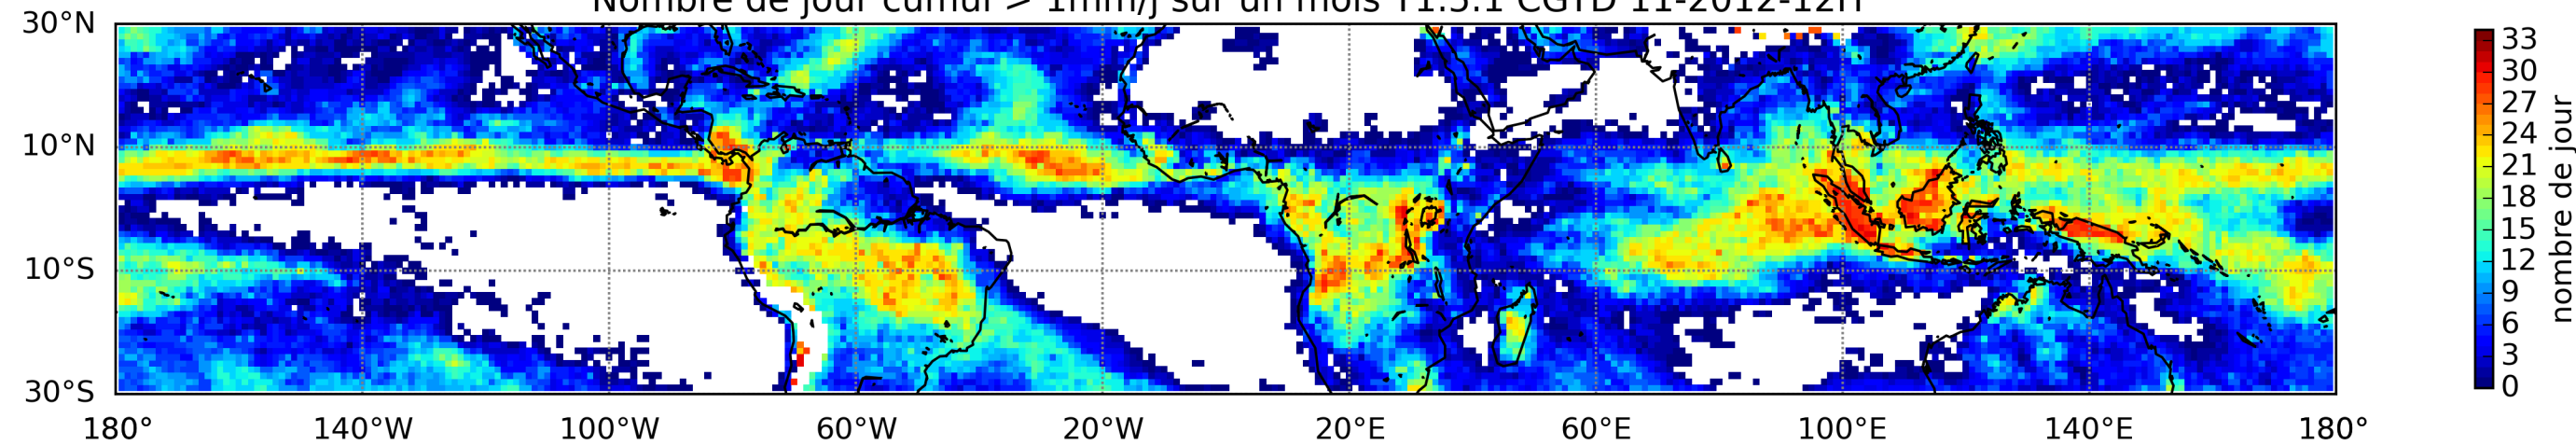 Nombre de jour cumul > 1mm/j sur un mois T1.5.1 CGTD 11-2012-12H
30°N
10°N
10°S
30°S
180° 140°W 100°W 60°W 20°W 20°E 60°E 100°E 140°E 180°
33
30
27
24
21
18
15
12
9
6
3
0
nombre de jour